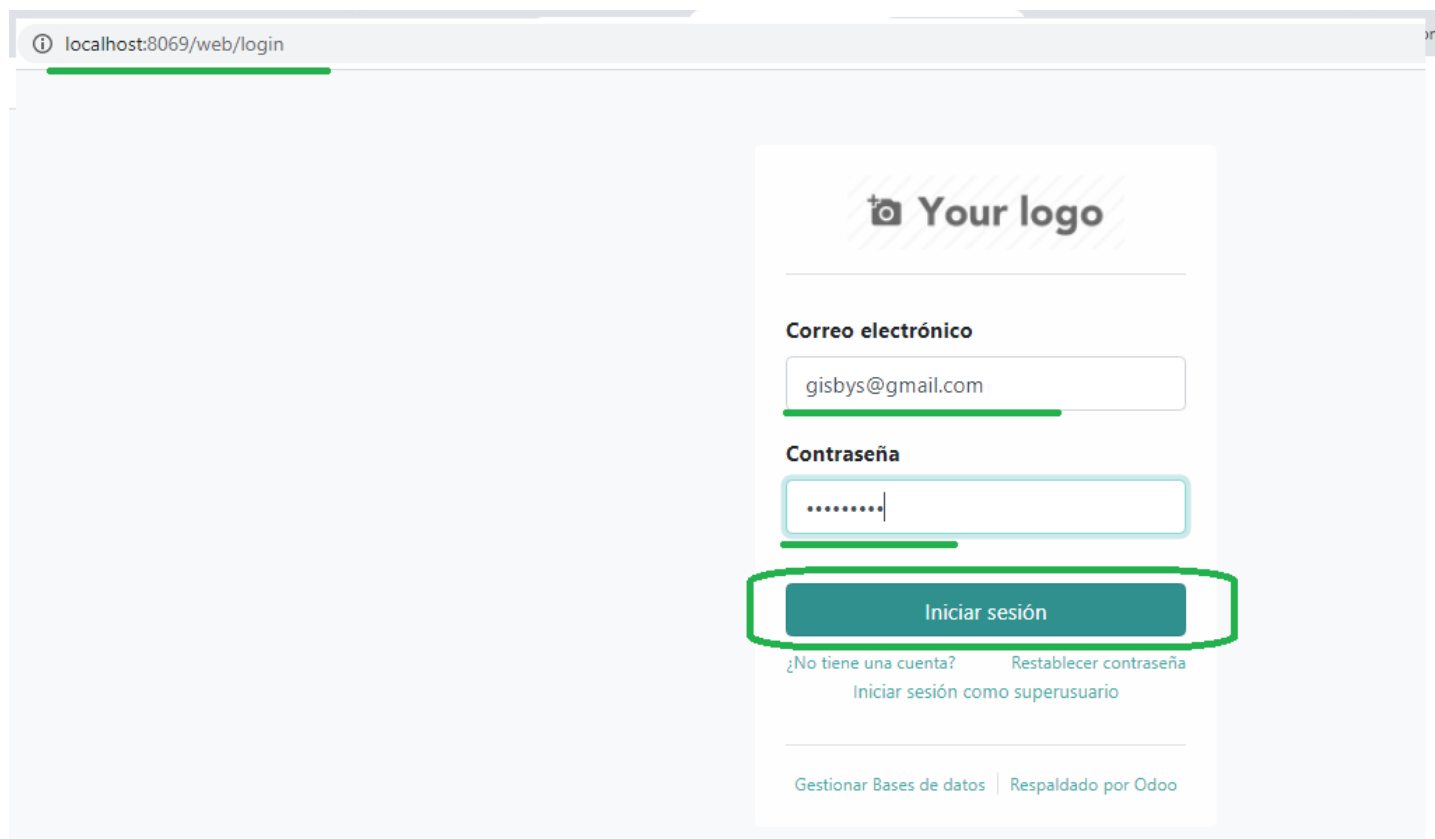 localhost:8069/web/login
Your logo
Correo electrónico
gisbys@gmail.com
Contraseña
•••••••••
Iniciar sesión
¿No tiene una cuenta? Restablecer contraseña
Iniciar sesión como superusuario
Gestionar Bases de datos | Respaldado por Odoo